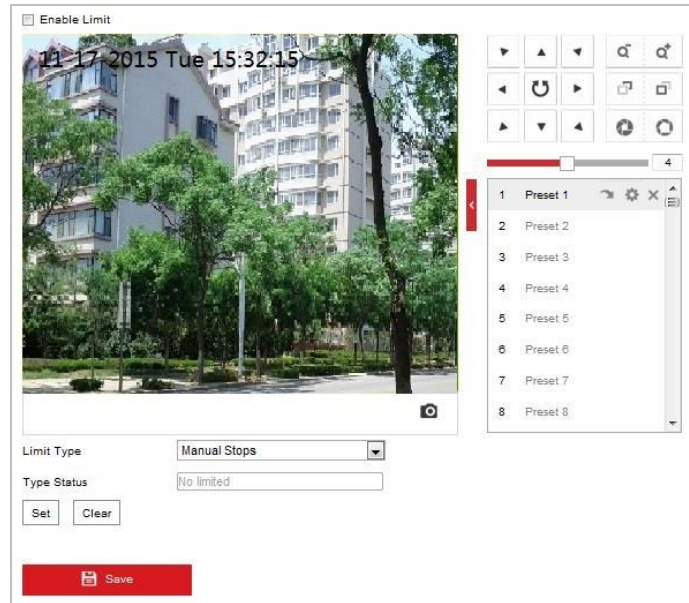 Enable Limit
11-17-2015 Tue 15:32:15
4
1 Preset 1
2 Preset 2
3 Preset 3
4 Preset 4
5 Preset 5
6 Preset 6
7 Preset 7
8 Preset 8
Limit Type Manual Stops
Type Status No limited
Set Clear
Save